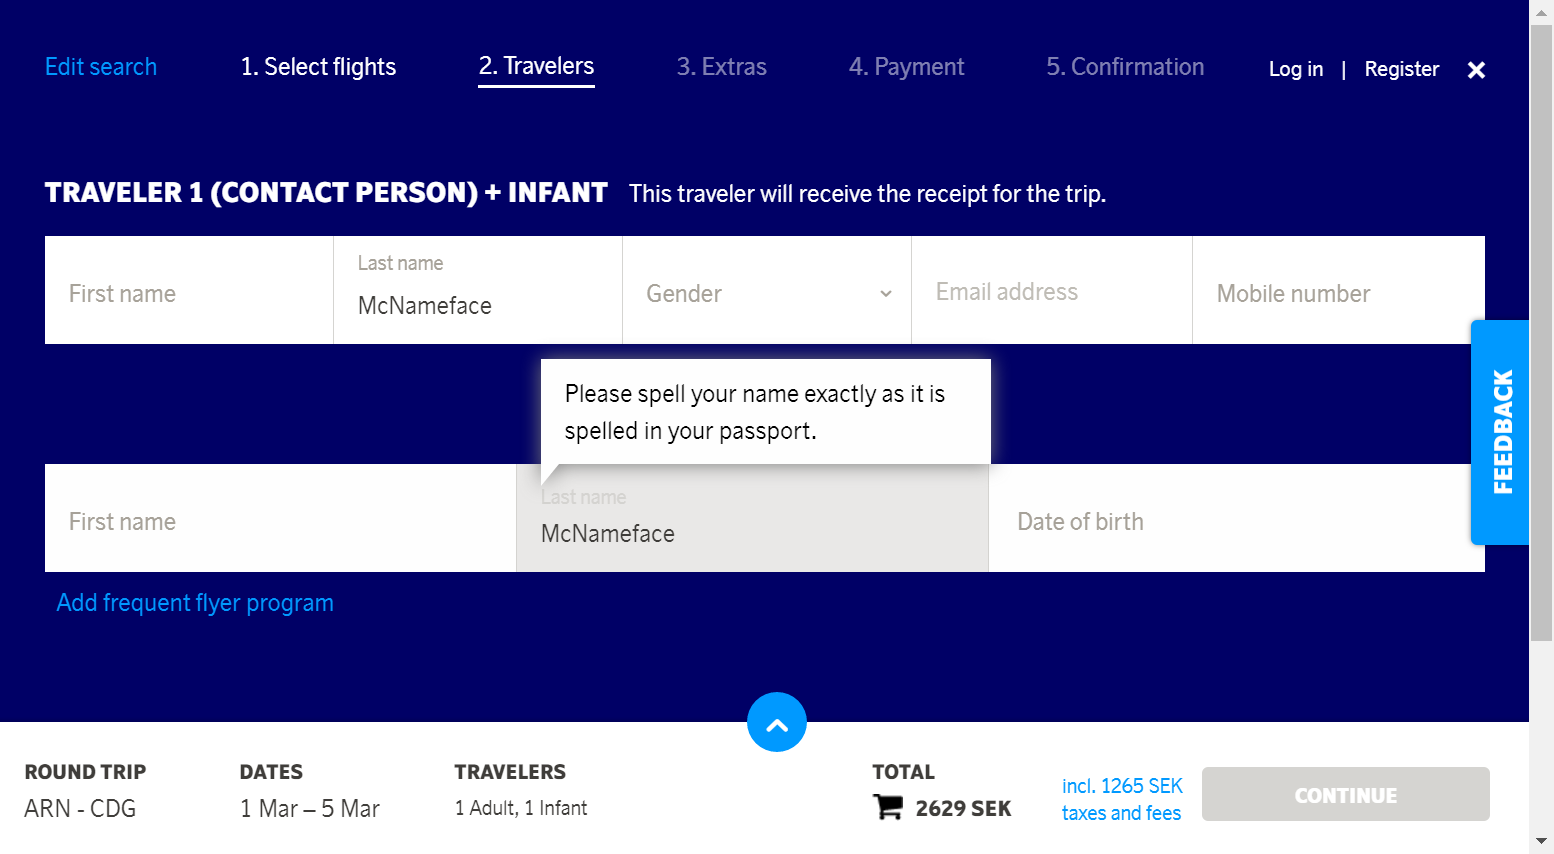 Edit search
1. Select flights
2. Travelers
3. Extras
4. Payment
5. Confirmation
Log in | Register
TRAVELER 1 (CONTACT PERSON) + INFANT This traveler will receive the receipt for the trip.
First name
Last name
McNameface
Gender
Email address
Mobile number
Please spell your name exactly as it is
spelled in your passport.
First name
Last name
McNameface
Date of birth
FEEDBACK
Add frequent flyer program
ROUND TRIP
ARN - CDG
DATES
1 Mar – 5 Mar
TRAVELERS
1 Adult, 1 Infant
TOTAL
2629 SEK
incl. 1265 SEK
taxes and fees
CONTINUE